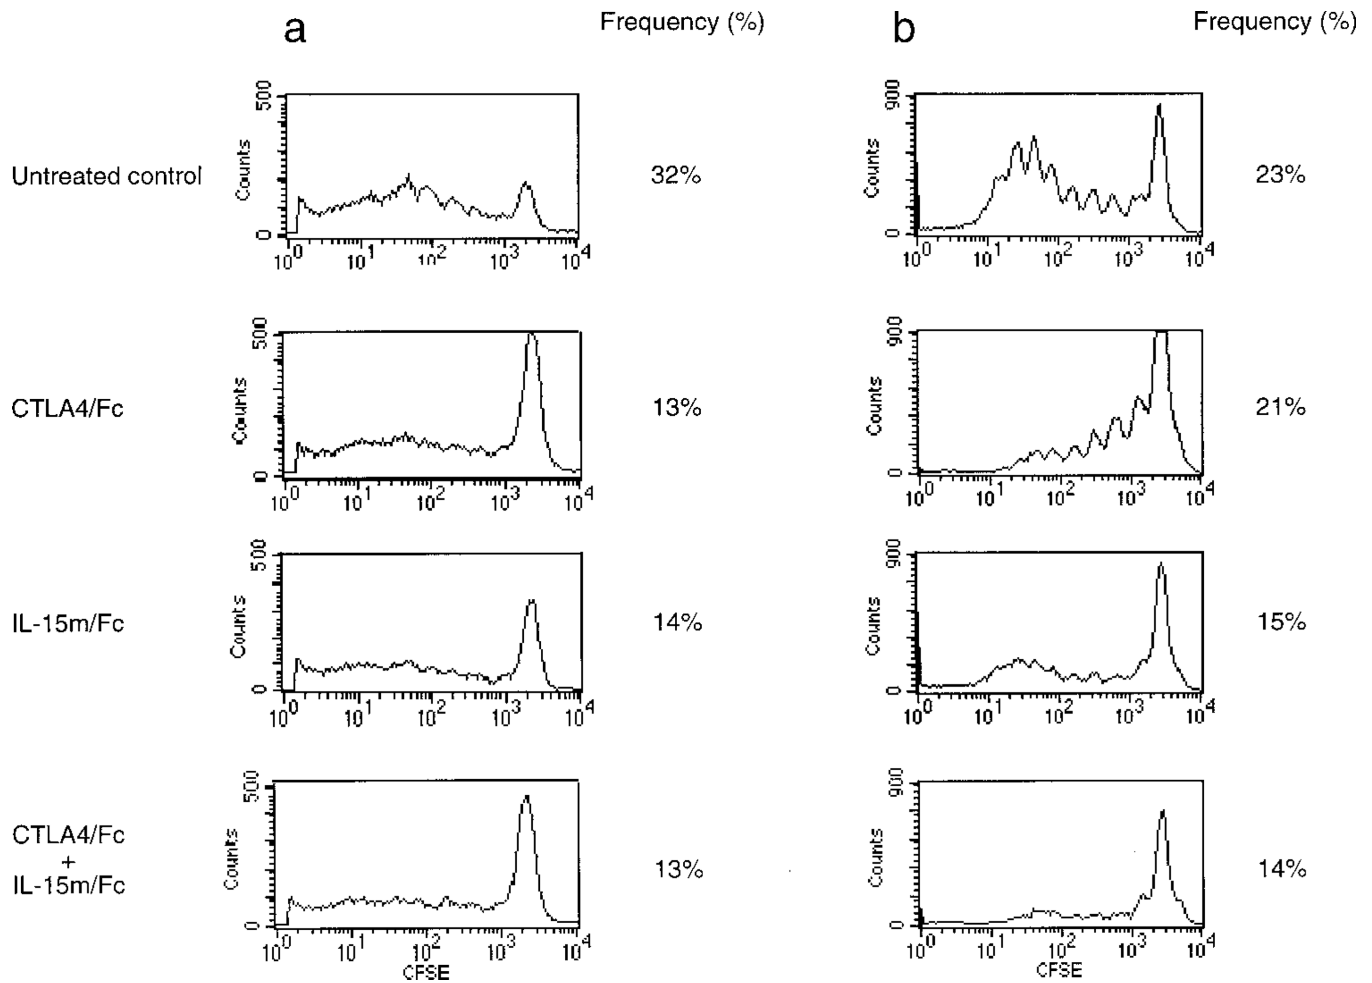 a Frequency (%) b Frequency (%)
Untreated control
500
0
Counts
10^0 10^1 10^2 10^3 10^4
32%
900
0
Counts
10^0 10^1 10^2 10^3 10^4
23%
CTLA4/Fc
500
0
Counts
10^0 10^1 10^2 10^3 10^4
13%
900
0
Counts
10^0 10^1 10^2 10^3 10^4
21%
IL-15m/Fc
500
0
Counts
10^0 10^1 10^2 10^3 10^4
14%
900
0
Counts
10^0 10^1 10^2 10^3 10^4
15%
CTLA4/Fc
+
IL-15m/Fc
500
0
Counts
10^0 10^1 10^2 10^3 10^4
CFSE
13%
900
0
Counts
10^0 10^1 10^2 10^3 10^4
CFSE
14%